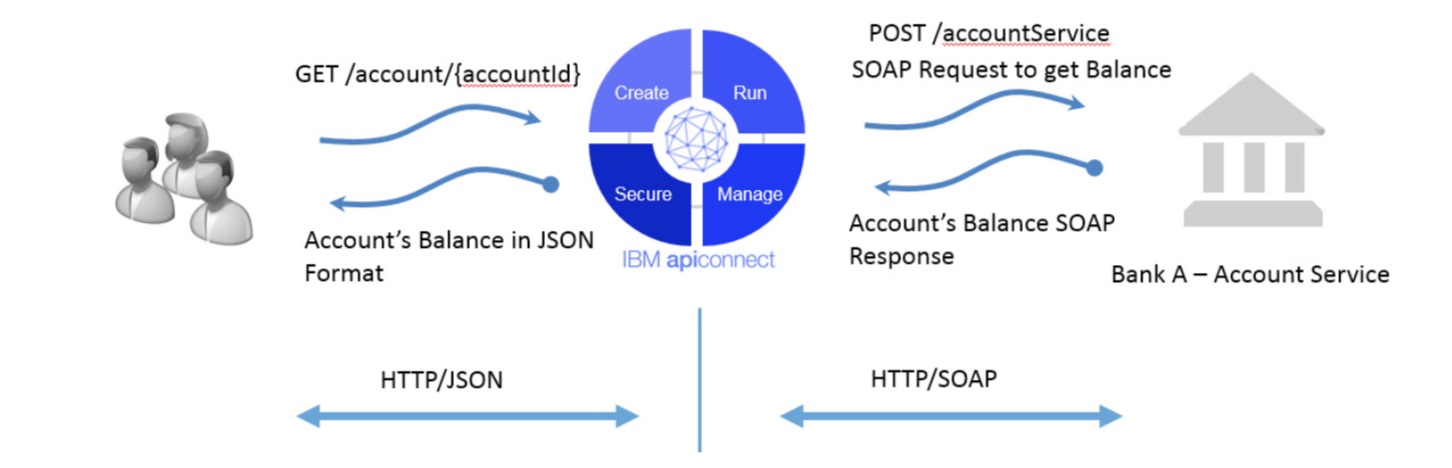 GET /account/{accountId}
POST /accountService
SOAP Request to get Balance
Create
Run
Secure
Manage
IBM apiconnect
Account's Balance in JSON
Format
Account's Balance SOAP
Response
Bank A – Account Service
HTTP/JSON
HTTP/SOAP